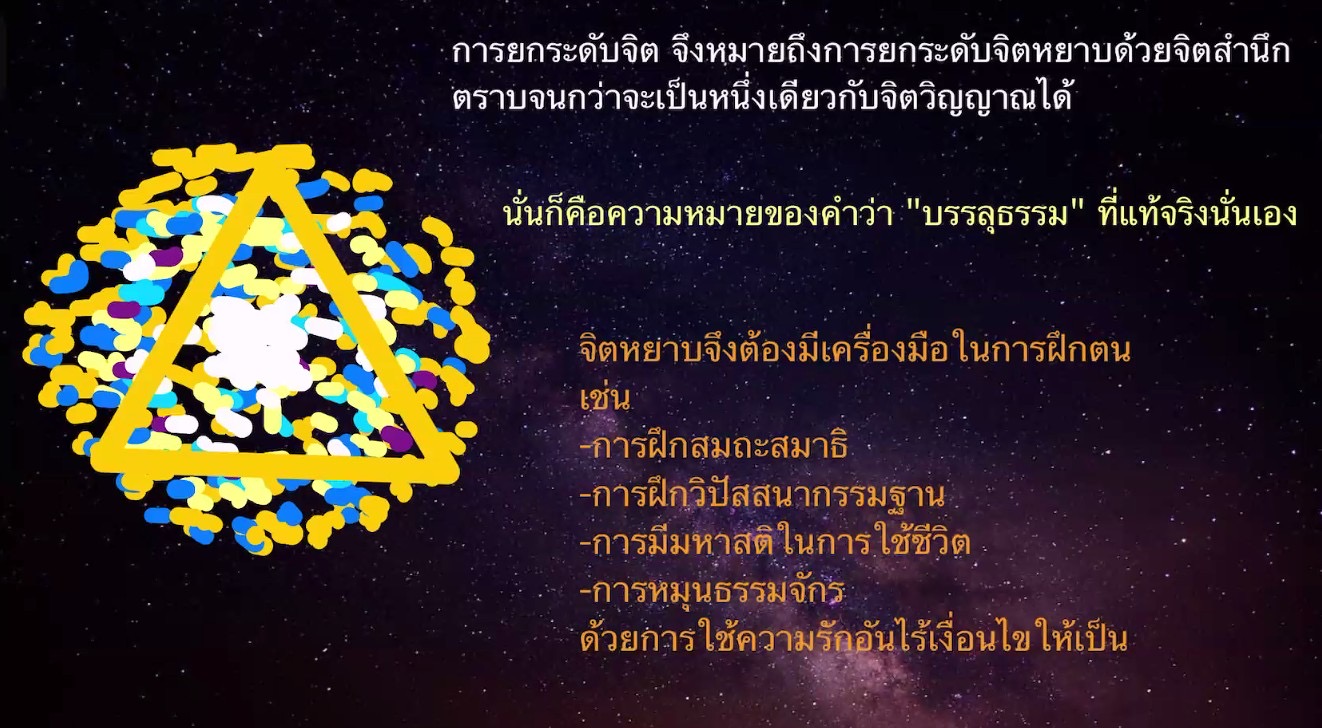 การยกระดับจิต จึงหมายถึงการยกระดับจิตหยาบด้วยจิตสำนึก
ตราบจนกว่าจะเป็นหนึ่งเดียวกับจิตวิญญาณได้
นั่นก็คือความหมายของคำว่า "บรรลุธรรม" ที่แท้จริงนั่นเอง
จิตหยาบจึงต้องมีเครื่องมือในการฝึกตน
เช่น
-การฝึกสมถะสมาธิ
-การฝึกวิปัสสนากรรมฐาน
-การมีมหาสติในการใช้ชีวิต
-การหมุนธรรมจักร
ด้วยการใช้ความรักอันไร้เงื่อนไขให้เป็น